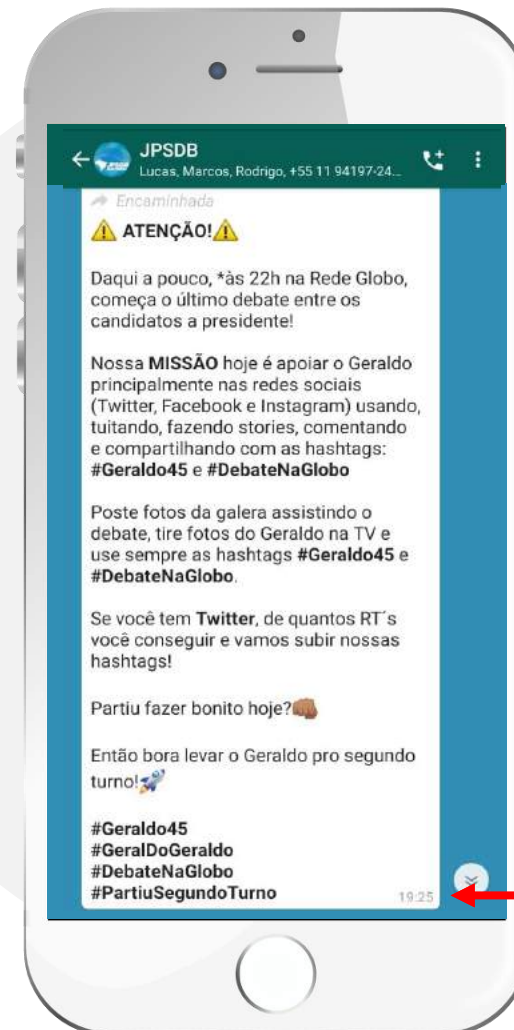 JPSDB
Lucas, Marcos, Rodrigo, +55 11 94197-24...
Encaminhada
⚠️ ATENÇÃO!⚠️
Daqui a pouco, *às 22h na Rede Globo,
começa o último debate entre os
candidatos a presidente!
Nossa MISSÃO hoje é apoiar o Geraldo
principalmente nas redes sociais
(Twitter, Facebook e Instagram) usando,
tuitando, fazendo stories, comentando
e compartilhando com as hashtags:
#Geraldo45 e #DebateNaGlobo
Poste fotos da galera assistindo o
debate, tire fotos do Geraldo na TV e
use sempre as hashtags #Geraldo45 e
#DebateNaGlobo.
Se você tem Twitter, de quantos RT´s
você conseguir e vamos subir nossas
hashtags!
Partiu fazer bonito hoje?👊🏽
Então bora levar o Geraldo pro segundo
turno!🚀
#Geraldo45
#GeralDoGeraldo
#DebateNaGlobo
#PartiuSegundoTurno
19:25